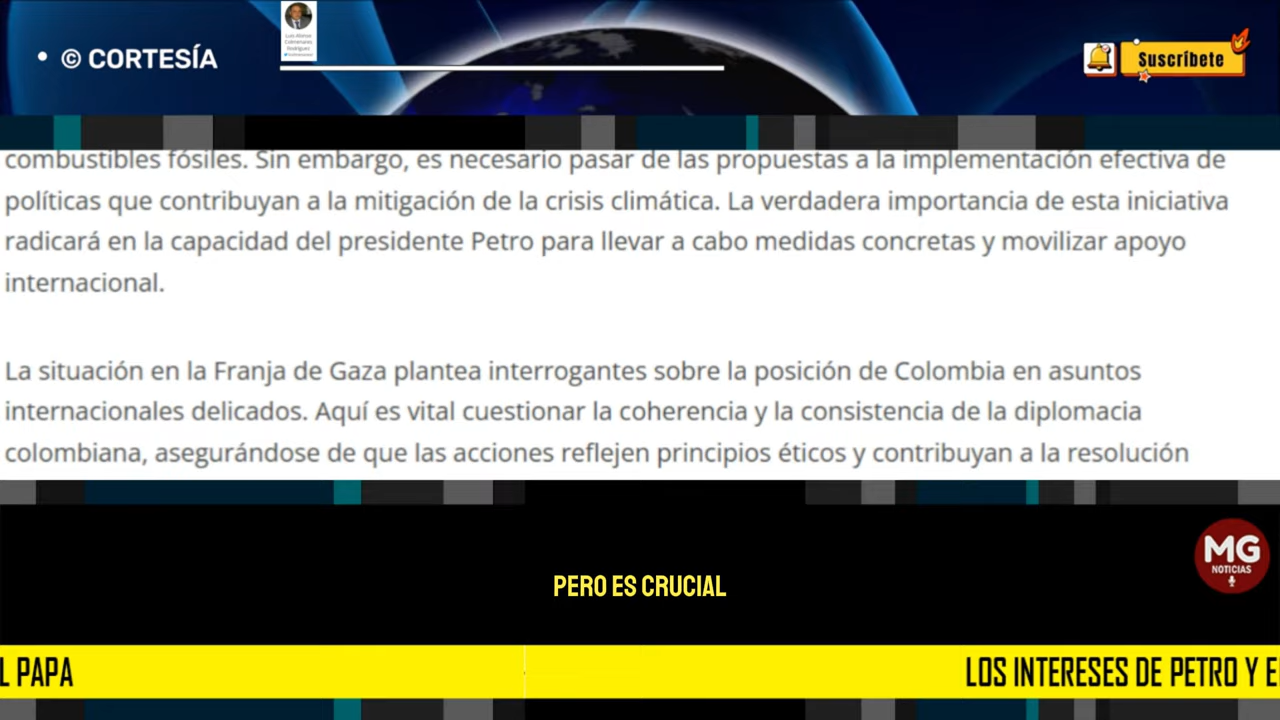 • © CORTESÍA
Luis Alonso
Colmenares
Rodríguez
Suscríbete
combustibles fósiles. Sin embargo, es necesario pasar de las propuestas a la implementación efectiva de
políticas que contribuyan a la mitigación de la crisis climática. La verdadera importancia de esta iniciativa
radicará en la capacidad del presidente Petro para llevar a cabo medidas concretas y movilizar apoyo
internacional.
La situación en la Franja de Gaza plantea interrogantes sobre la posición de Colombia en asuntos
internacionales delicados. Aquí es vital cuestionar la coherencia y la consistencia de la diplomacia
colombiana, asegurándose de que las acciones reflejen principios éticos y contribuyan a la resolución
MG
NOTICIAS
PERO ES CRUCIAL
L PAPA
LOS INTERESES DE PETRO Y E